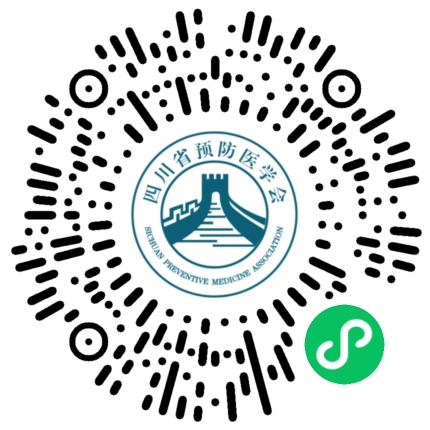 四川省预防医学会
SICHUAN PREVENTIVE MEDICINE ASSOCIATION